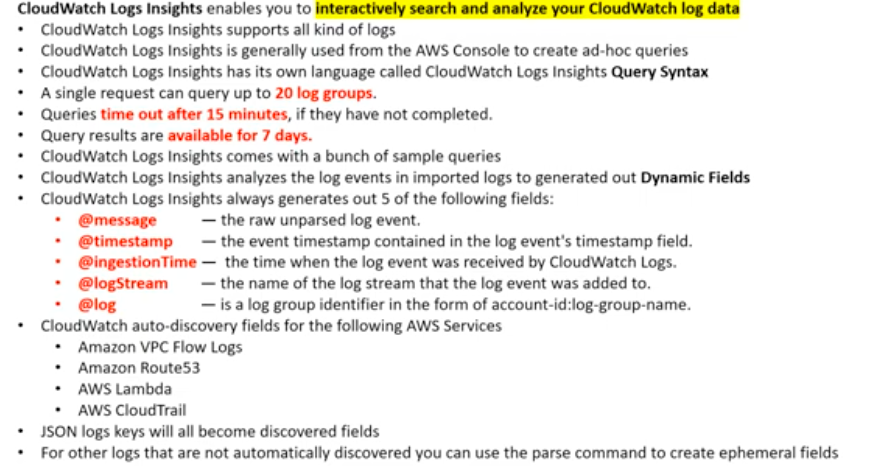 CloudWatch Logs Insights enables you to interactively search and analyze your CloudWatch log data
• CloudWatch Logs Insights supports all kind of logs
• CloudWatch Logs Insights is generally used from the AWS Console to create ad-hoc queries
• CloudWatch Logs Insights has its own language called CloudWatch Logs Insights Query Syntax
• A single request can query up to 20 log groups.
• Queries time out after 15 minutes, if they have not completed.
• Query results are available for 7 days.
• CloudWatch Logs Insights comes with a bunch of sample queries
• CloudWatch Logs Insights analyzes the log events in imported logs to generated out Dynamic Fields
• CloudWatch Logs Insights always generates out 5 of the following fields:
• @message — the raw unparsed log event.
• @timestamp — the event timestamp contained in the log event's timestamp field.
• @ingestionTime — the time when the log event was received by CloudWatch Logs.
• @logStream — the name of the log stream that the log event was added to.
• @log — is a log group identifier in the form of account-id:log-group-name.
• CloudWatch auto-discovery fields for the following AWS Services
• Amazon VPC Flow Logs
• Amazon Route53
• AWS Lambda
• AWS CloudTrail
• JSON logs keys will all become discovered fields
• For other logs that are not automatically discovered you can use the parse command to create ephemeral fields